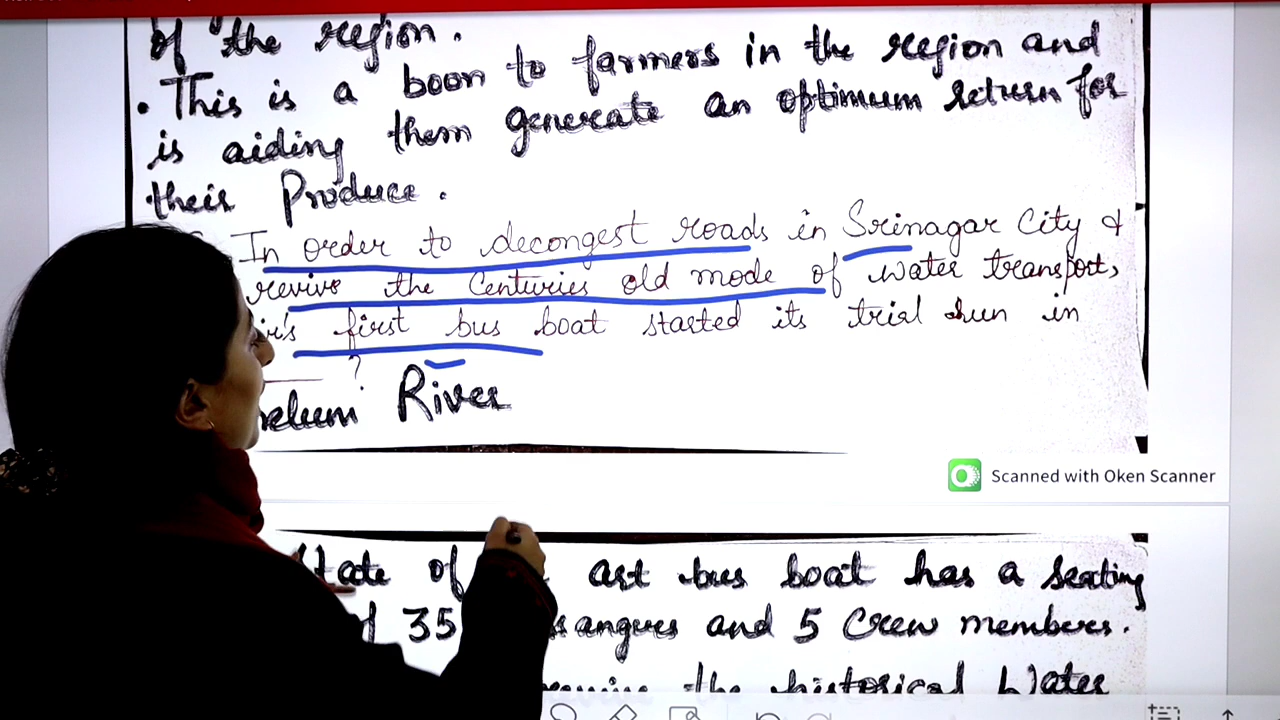 of the region.
• This is a boon to farmers in the region and
is aiding them generate an optimum return for
their Produce.
In order to decongest roads in Srinagar City &
revive the Centuries old mode of water transport,
first bus boat started its trial run in
?
River
Scanned with Oken Scanner
State of art bus boat has a seating
of 35 and 5 Crew members.
the historical Water